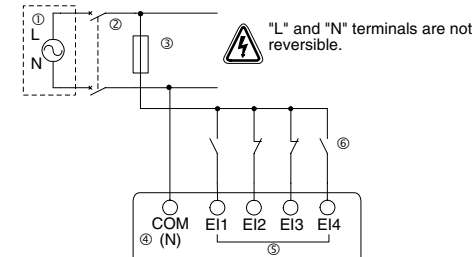 ①
L
N
②
③
"L" and "N" terminals are not
reversible.
⑥
COM EI1 EI2 EI3 EI4
④ (N)
⑤